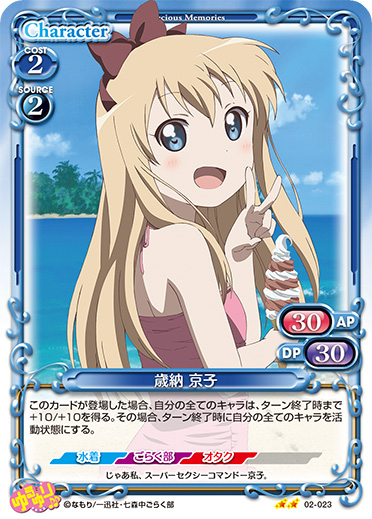 Precious Memories
Character
COST
2
SOURCE
2
30 AP
DP 30
歳納 京子
このカードが登場した場合、自分の全てのキャラは、ターン終了時まで
+10/+10を得る。その場合、ターン終了時に自分の全てのキャラを活
動状態にする。
水着 ごらく部 オタク
じゃあ私、スーパーセクシーコマンドー京子。
ゆるゆり
©なもり/一迅社・七森中ごらく部
02-023